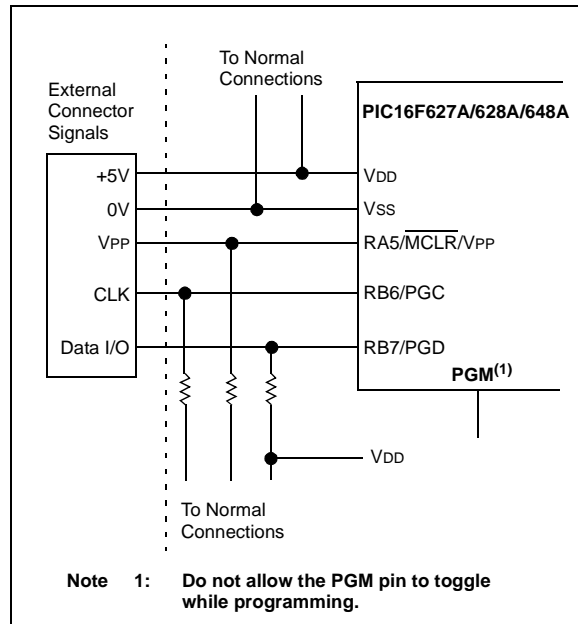 To Normal
Connections
External
Connector
Signals
PIC16F627A/628A/648A
+5V
VDD
0V
VSS
VPP
RA5/MCLR/VPP
CLK
RB6/PGC
Data I/O
RB7/PGD
PGM(1)
VDD
To Normal
Connections
Note 1: Do not allow the PGM pin to toggle
while programming.